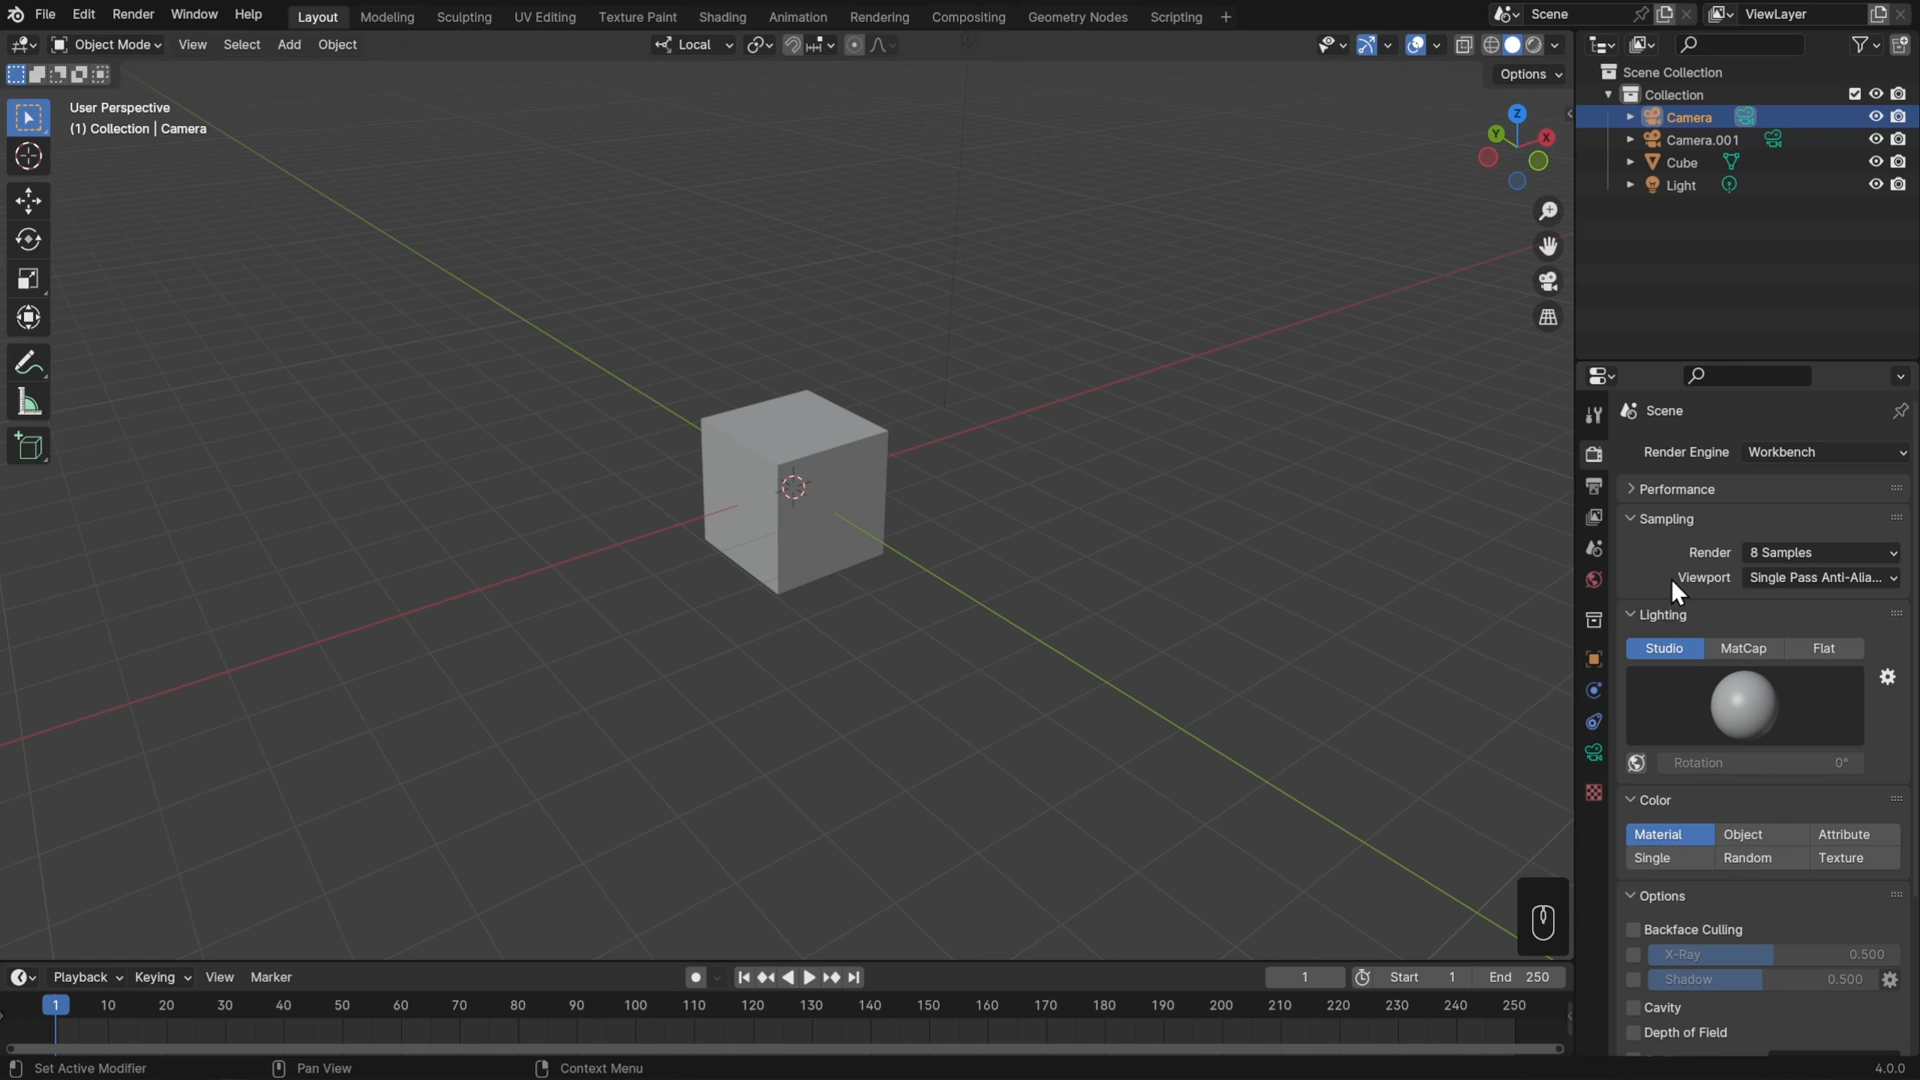 File Edit Render Window Help Layout Modeling Sculpting UV Editing Texture Paint Shading Animation Rendering Compositing Geometry Nodes Scripting + Scene ViewLayer
Object Mode View Select Add Object Local
Options
User Perspective
(1) Collection | Camera
Z
Y
X
Scene Collection
Collection
Camera
Camera.001
Cube
Light
Scene
Render Engine Workbench
Performance
Sampling
Render 8 Samples
Viewport Single Pass Anti-Alia...
Lighting
Studio MatCap Flat
Rotation 0°
Color
Material Object Attribute
Single Random Texture
Options
Backface Culling
X-Ray 0.500
Shadow 0.500
Cavity
Depth of Field
Playback Keying View Marker 1 Start 1 End 250
1 10 20 30 40 50 60 70 80 90 100 110 120 130 140 150 160 170 180 190 200 210 220 230 240 250
Set Active Modifier Pan View Context Menu 4.0.0